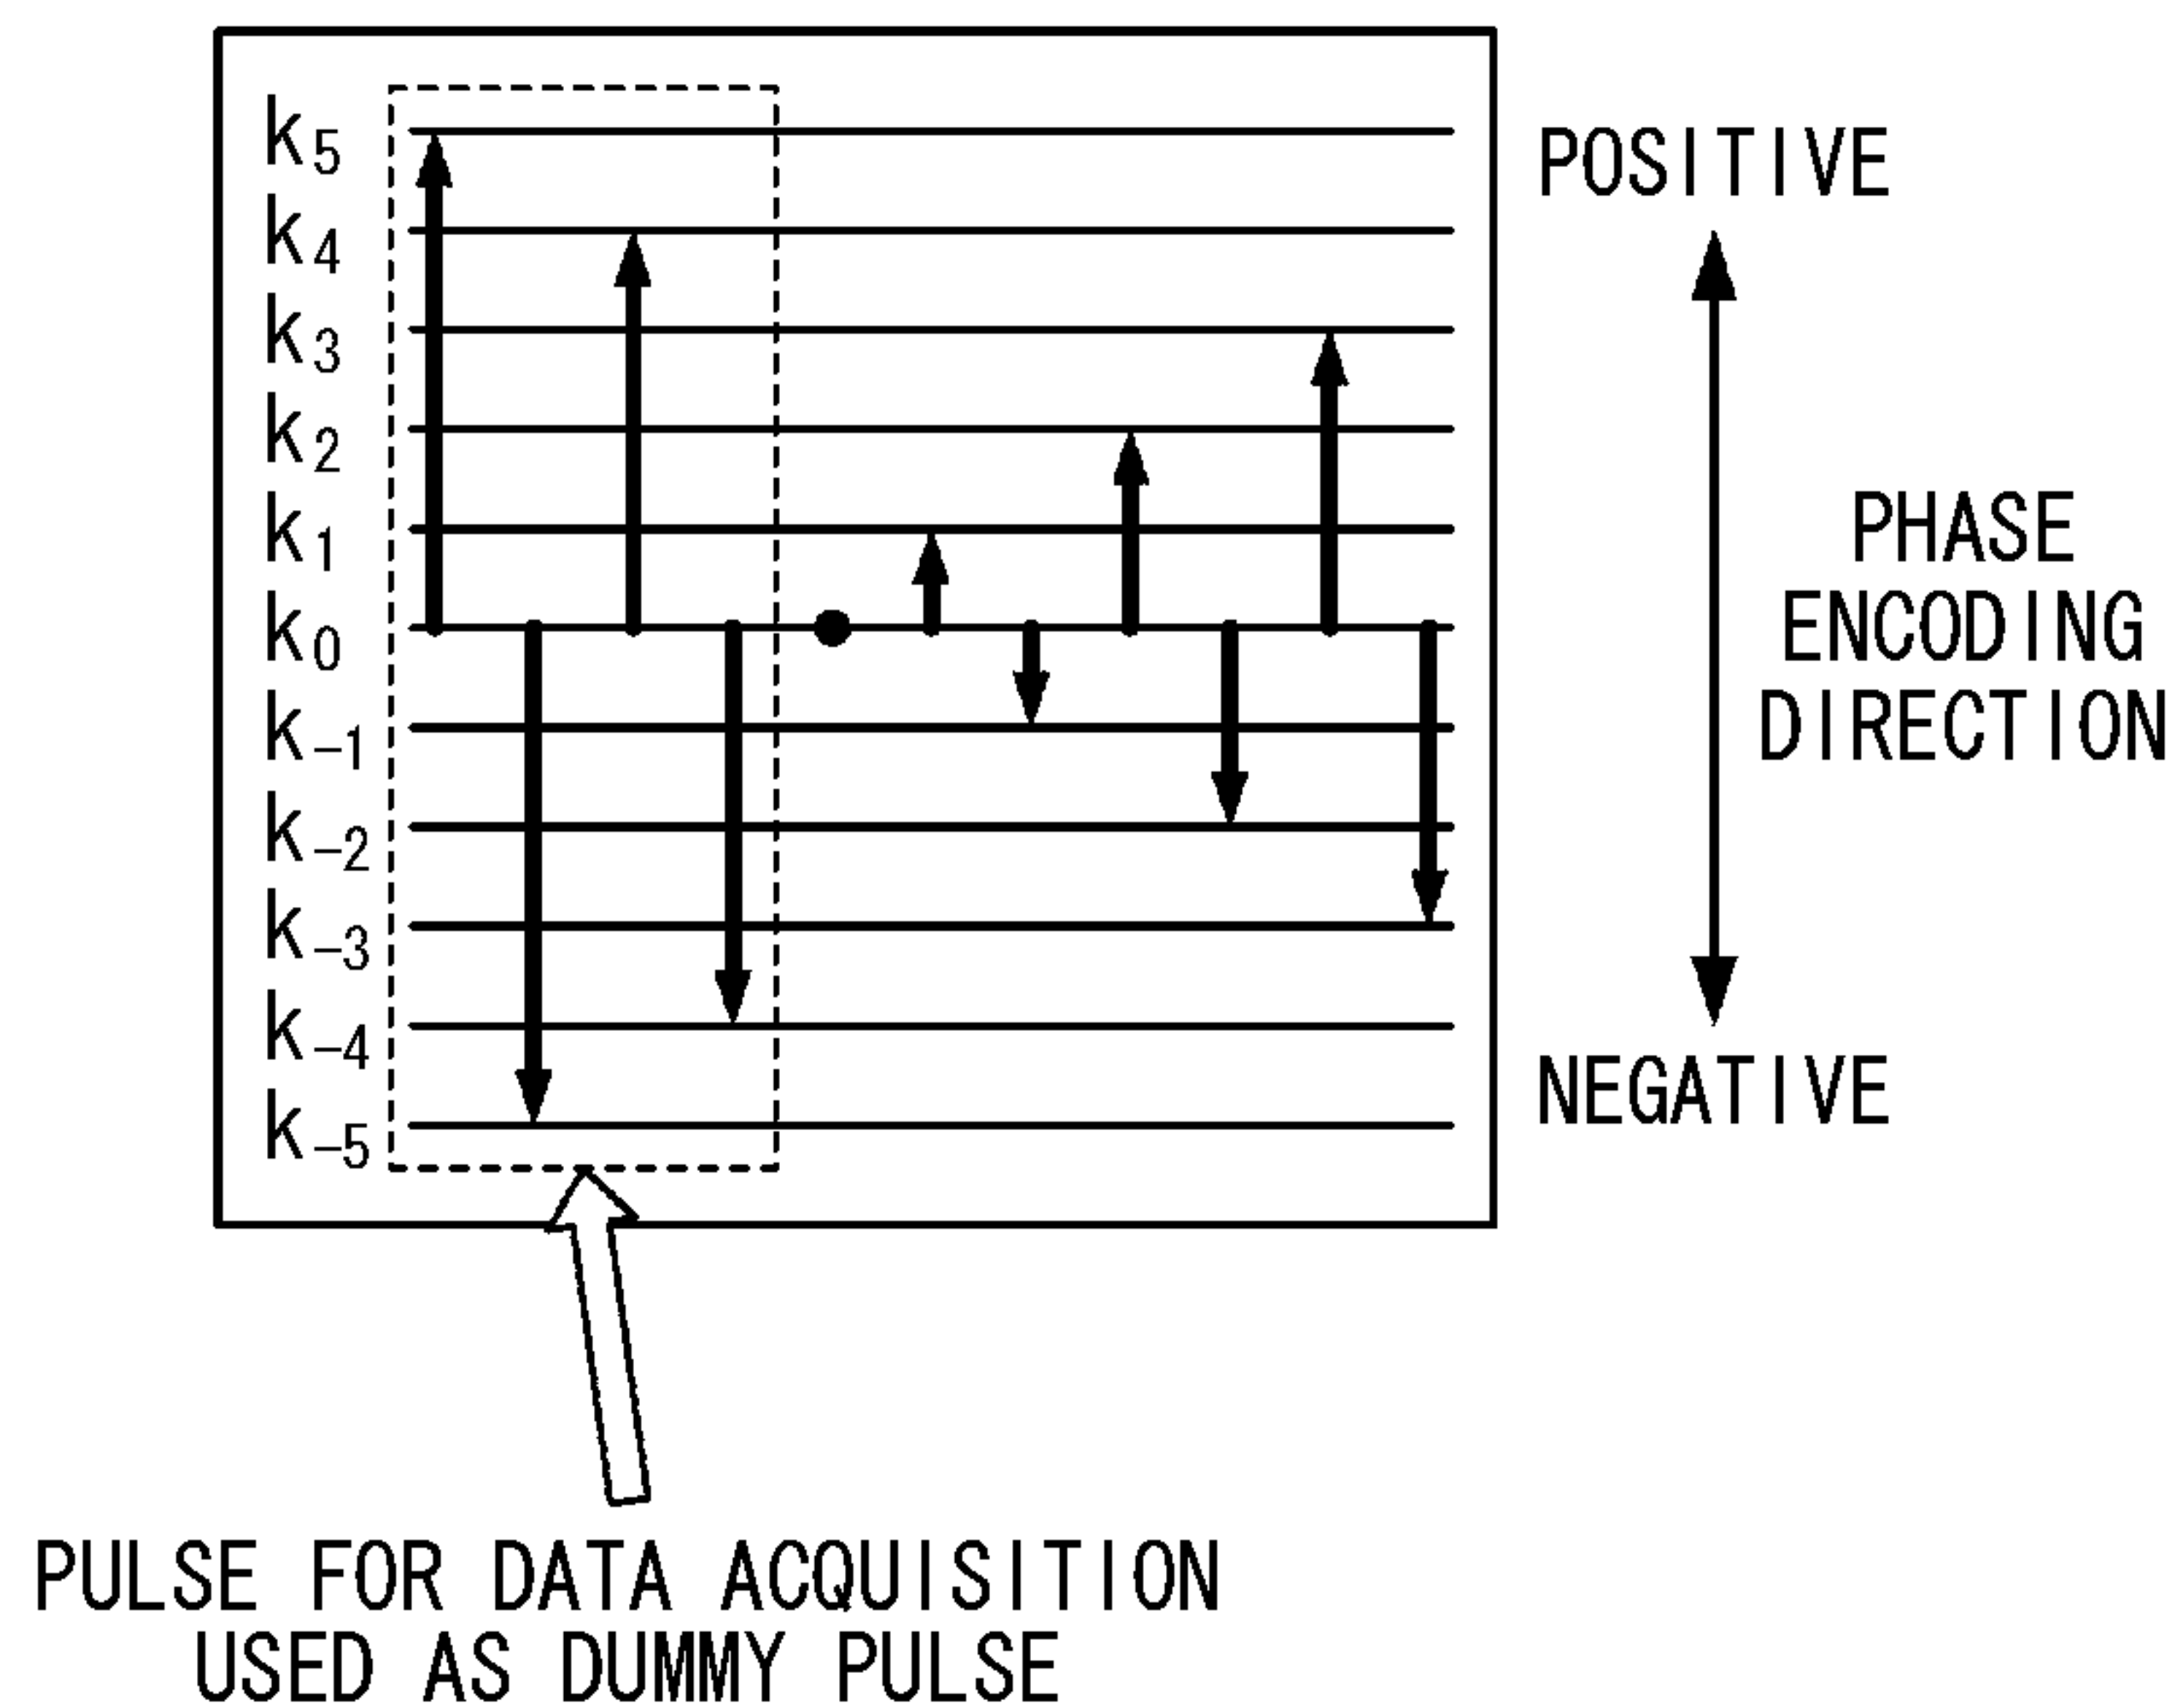 k5
k4
k3
k2
k1
k0
k-1
k-2
k-3
k-4
k-5
POSITIVE
PHASE
ENCODING
DIRECTION
NEGATIVE
PULSE FOR DATA ACQUISITION
USED AS DUMMY PULSE